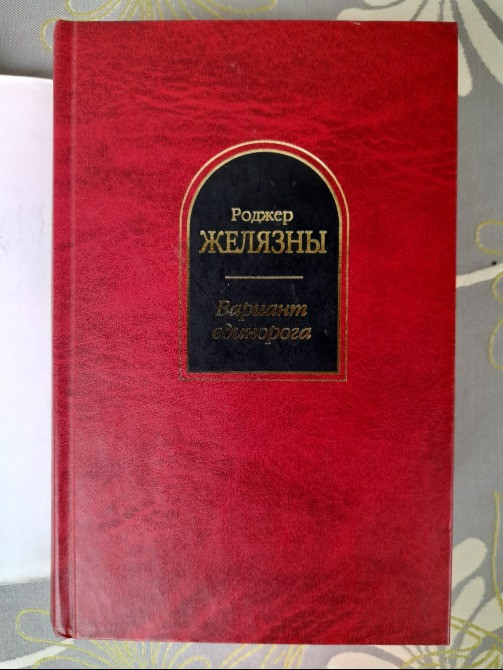 Роджер
ЖЕЛЯЗНЫ
Вариант
единорога